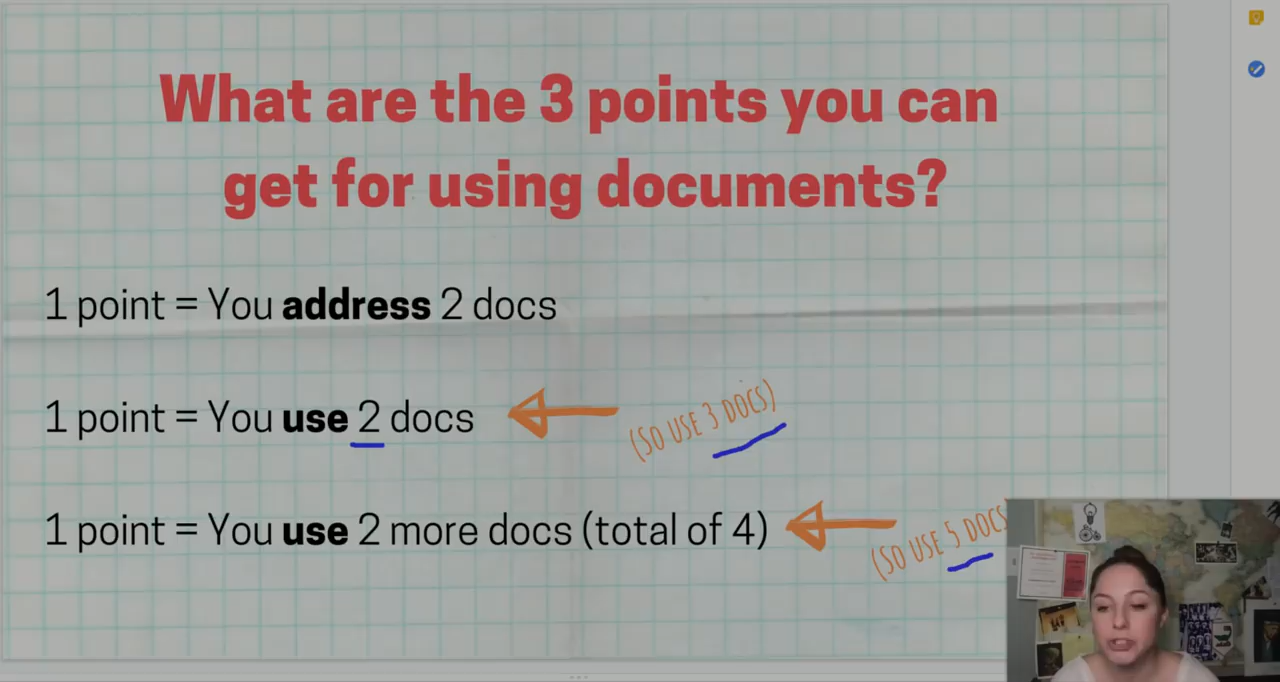 What are the 3 points you can
get for using documents?
1 point = You address 2 docs
1 point = You use 2 docs
(SO USE 3 DOCS)
1 point = You use 2 more docs (total of 4)
(SO USE 5 DOCS